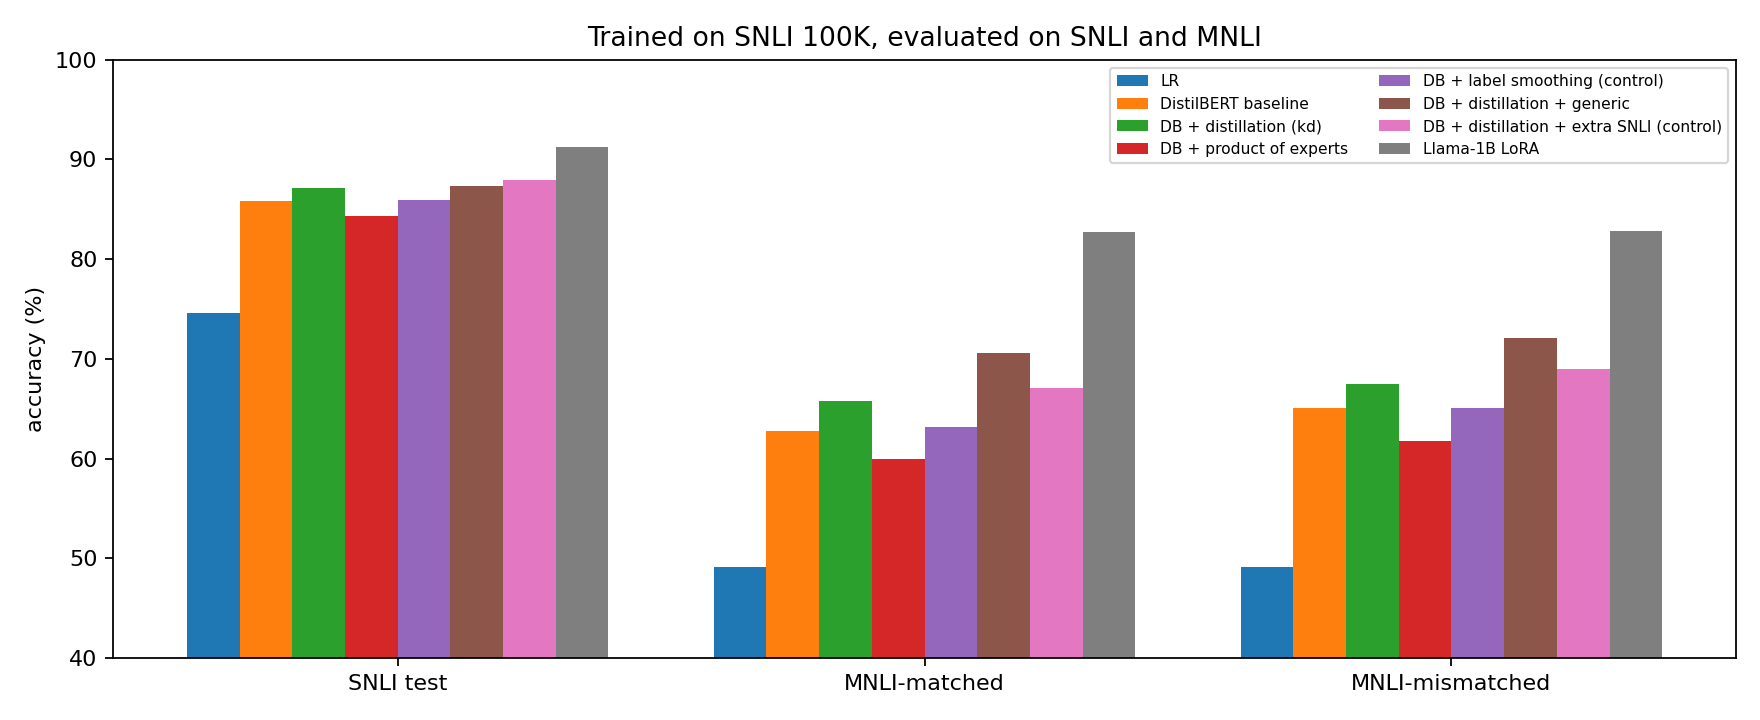 Trained on SNLI 100K, evaluated on SNLI and MNLI
accuracy (%)
100
90
80
70
60
50
40
LR
DistilBERT baseline
DB + distillation (kd)
DB + product of experts
DB + label smoothing (control)
DB + distillation + generic
DB + distillation + extra SNLI (control)
Llama-1B LoRA
SNLI test
MNLI-matched
MNLI-mismatched